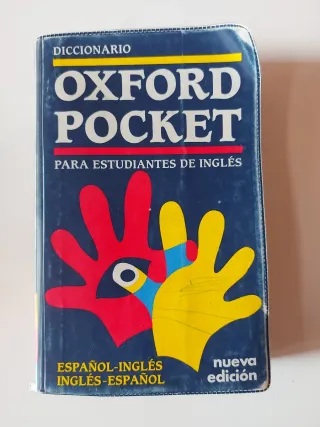 DICCIONARIO
OXFORD
POCKET
PARA ESTUDIANTES DE INGLÉS
ESPAÑOL-INGLÉS
INGLÉS-ESPAÑOL
nueva
edición